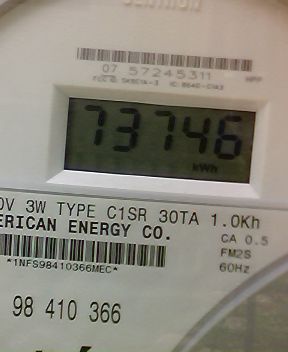 CENTRON
07 57245311
73746
kWh
0V 3W TYPE C1SR 30TA 1.0Kh
ERICAN ENERGY CO.
CA 0.5
FM2S
*1NFS98410366MEC*
60Hz
98 410 366